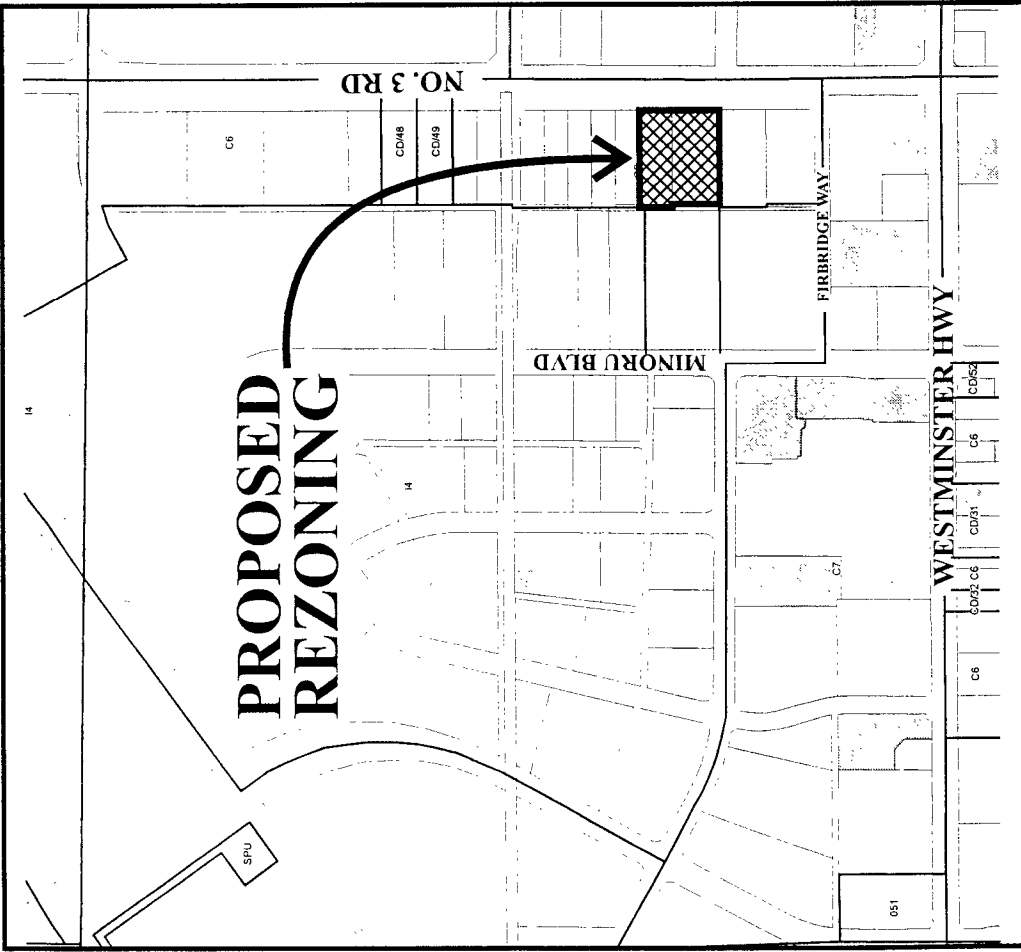 PROPOSED
REZONING
NO. 3 RD
MINORU BLVD
FIRBRIDGE WAY
WESTMINSTER HWY
I4
C6
CD/48
CD/49
I4
C7
SPU
051
C6
CD/32
C6
CD/31
C6
CD/52